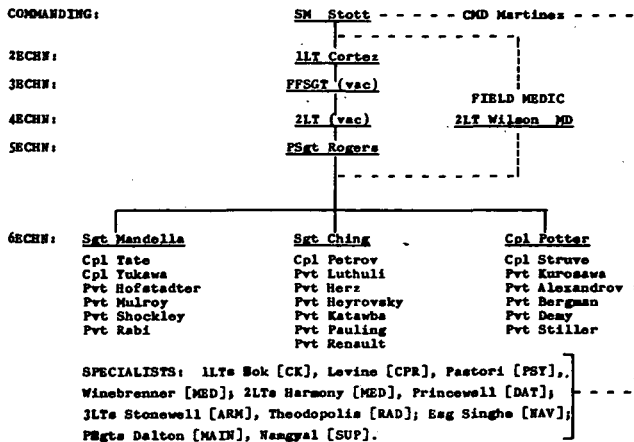 COMMANDING: SM Stott CMD Martinez
2ECHN: 1LT Cortez
3ECHN: FFSGT (vac)
FIELD MEDIC
4ECHN: 2LT (vac) 2LT Wilson MD
5ECHN: PSgt Rogers
6ECHN: Sgt Mandella Sgt Ching Cpl Potter
Cpl Tate Cpl Petrov Cpl Struve
Cpl Yukawa Pvt Luthuli Pvt Kurosawa
Pvt Hofstadter Pvt Herz Pvt Alexandrov
Pvt Mulroy Pvt Heyrovsky Pvt Bergman
Pvt Shockley Pvt Katawba Pvt Demy
Pvt Rabi Pvt Pauling Pvt Stiller
Pvt Renault
SPECIALISTS: 1LTs Bok [CK], Levine [CPR], Pastori [PSY],
Winebrenner [MED]; 2LTs Harmony [MED], Princewell [DAT];
3LTs Stonewell [ARM], Theodopolis [RAD]; Esg Singhe [NAV];
PSgts Dalton [MAIN], Namgyal [SUP].